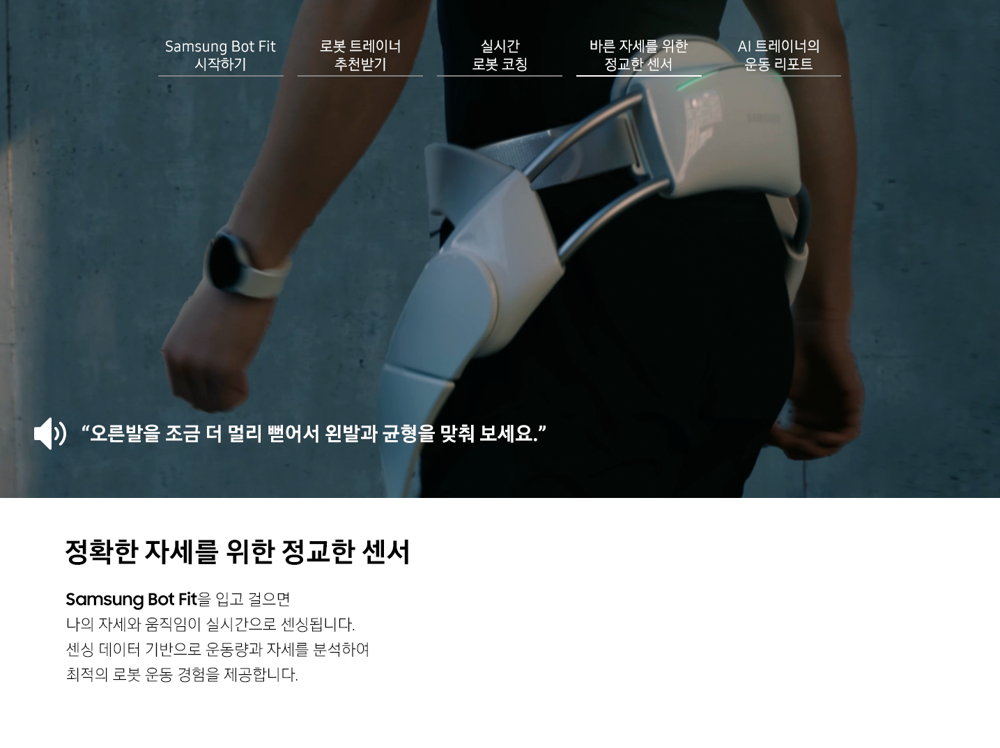 Samsung Bot Fit
시작하기
로봇 트레이너
추천받기
실시간
로봇 코칭
바른 자세를 위한
정교한 센서
AI 트레이너의
운동 리포트
“오른발을 조금 더 멀리 뻗어서 왼발과 균형을 맞춰 보세요.”
정확한 자세를 위한 정교한 센서
Samsung Bot Fit을 입고 걸으면
나의 자세와 움직임이 실시간으로 센싱됩니다.
센싱 데이터 기반으로 운동량과 자세를 분석하여
최적의 로봇 운동 경험을 제공합니다.